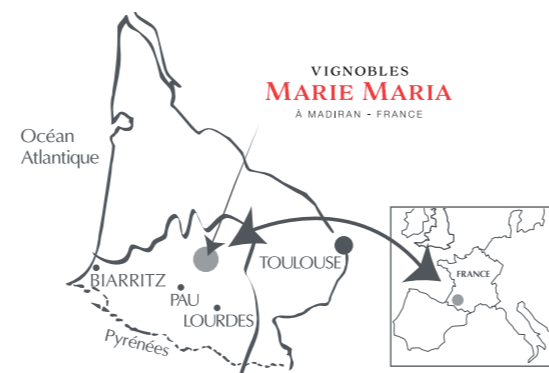 VIGNOBLES
MARIE MARIA
À MADIRAN - FRANCE
Océan
Atlantique
BIARRITZ
PAU
LOURDES
TOULOUSE
Pyrénées
FRANCE